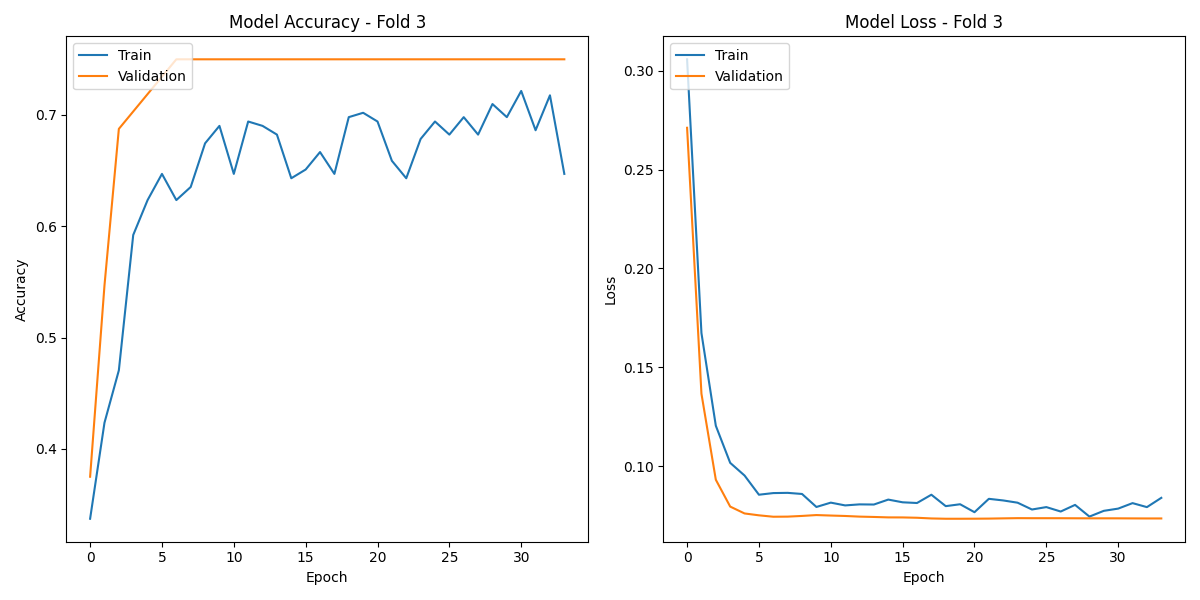 Model Accuracy - Fold 3
Train
Validation
0.7
0.6
0.5
0.4
Accuracy
0 5 10 15 20 25 30
Epoch
Model Loss - Fold 3
Train
Validation
0.30
0.25
0.20
0.15
0.10
Loss
0 5 10 15 20 25 30
Epoch